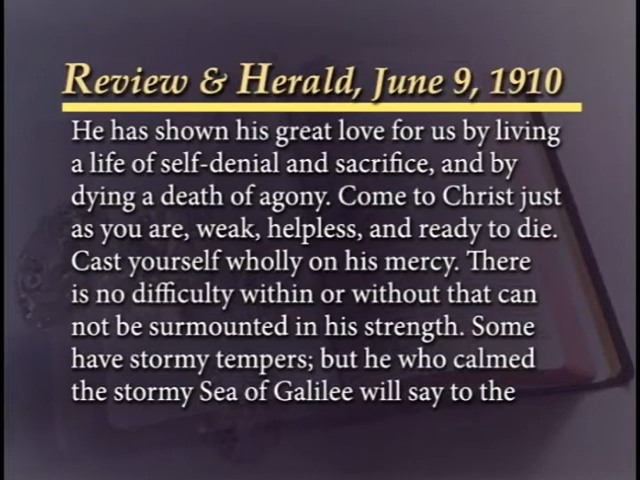 Review & Herald, June 9, 1910
He has shown his great love for us by living
a life of self-denial and sacrifice, and by
dying a death of agony. Come to Christ just
as you are, weak, helpless, and ready to die.
Cast yourself wholly on his mercy. There
is no difficulty within or without that can
not be surmounted in his strength. Some
have stormy tempers; but he who calmed
the stormy Sea of Galilee will say to the